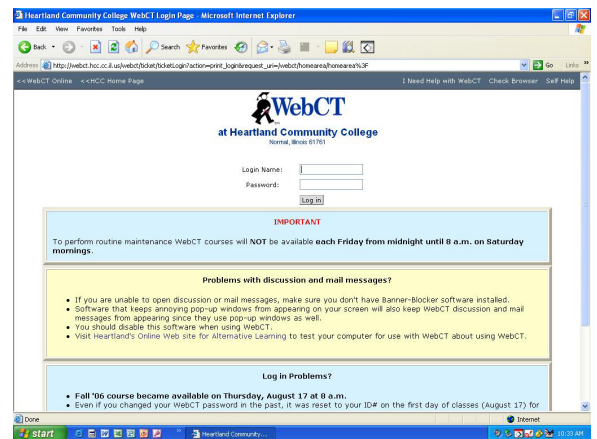 Heartland Community College WebCT Login Page - Microsoft Internet Explorer
File Edit View Favorites Tools Help
Back Search Favorites
Address http://webct.hcc.cc.il.us/webct/ticket/ticketLogin?action=print_login&request_uri=/webct/homearea/homearea%3F Go Links »
<<WebCT Online <<HCC Home Page I Need Help with WebCT Check Browser Self Help
WebCT
at Heartland Community College
Normal, Illinois 61761
Login Name:
Password:
Log in
IMPORTANT
To perform routine maintenance WebCT courses will NOT be available each Friday from midnight until 8 a.m. on Saturday
mornings.
Problems with discussion and mail messages?
• If you are unable to open discussion or mail messages, make sure you don't have Banner-Blocker software installed.
• Software that keeps annoying pop-up windows from appearing on your screen will also keep WebCT discussion and mail
messages from appearing since they use pop-up windows as well.
• You should disable this software when using WebCT.
• Visit Heartland's Online Web site for Alternative Learning to test your computer for use with WebCT about using WebCT.
Log in Problems?
• Fall '06 course became available on Thursday, August 17 at 8 a.m.
• Even if you changed your WebCT password in the past, it was reset to your ID# on the first day of classes (August 17) for
Done Internet
start » Heartland Community... 10:33 AM